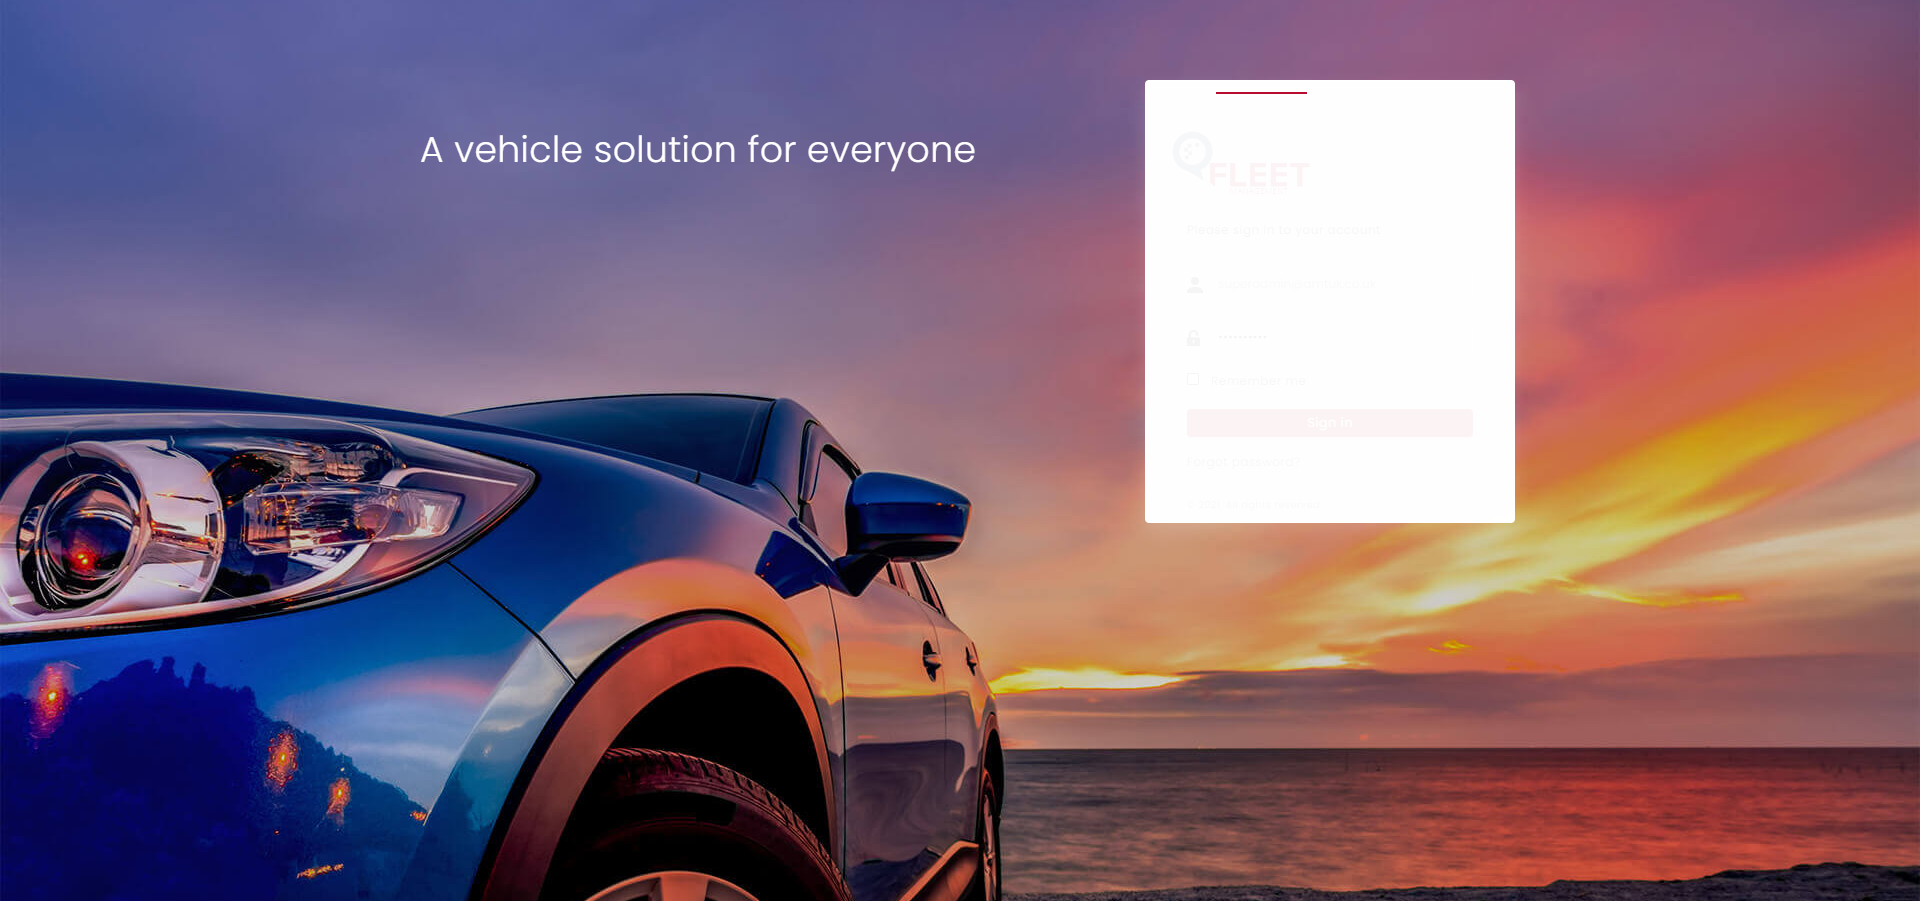 A vehicle solution for everyone
FLEET
Please sign in to your account
Remember me
Sign in
Forgot password?